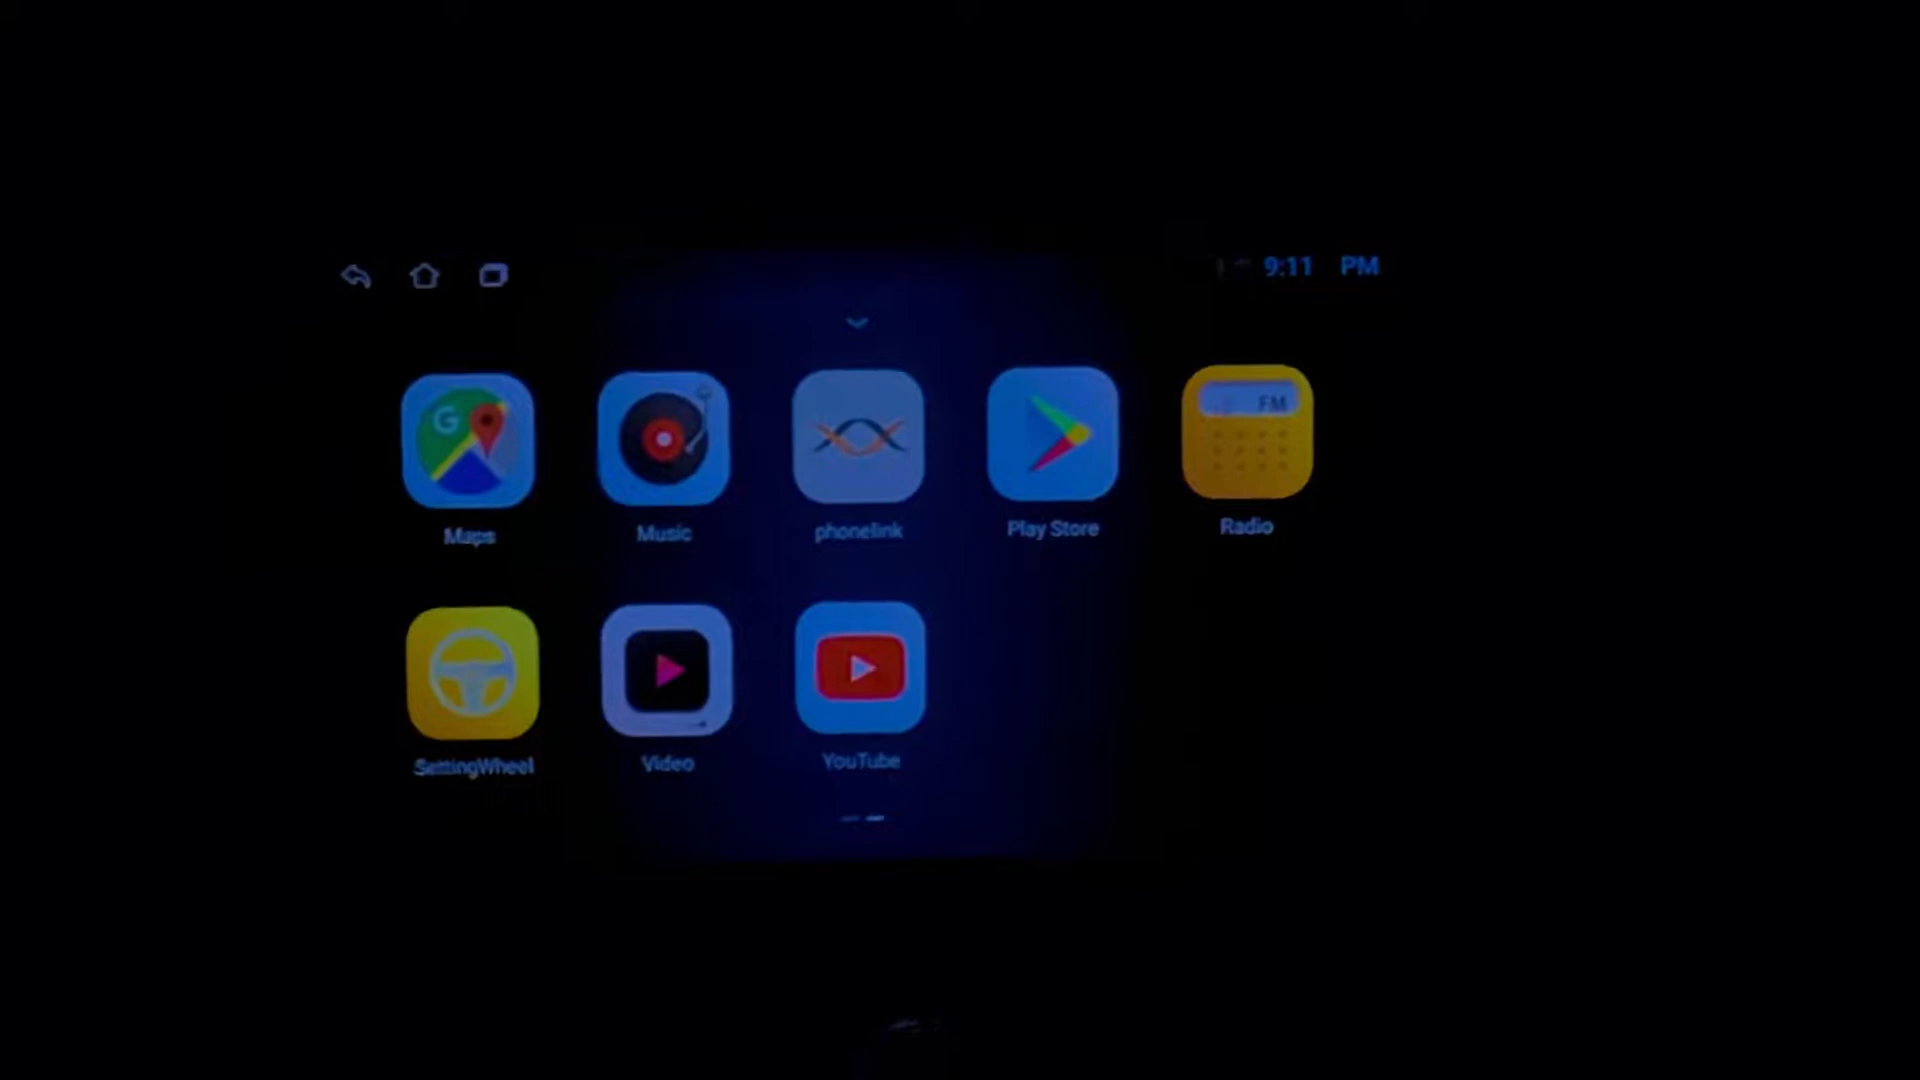 9:11 PM
G
FM
Maps
Music
phonelink
Play Store
Radio
SettingWheel
Video
YouTube